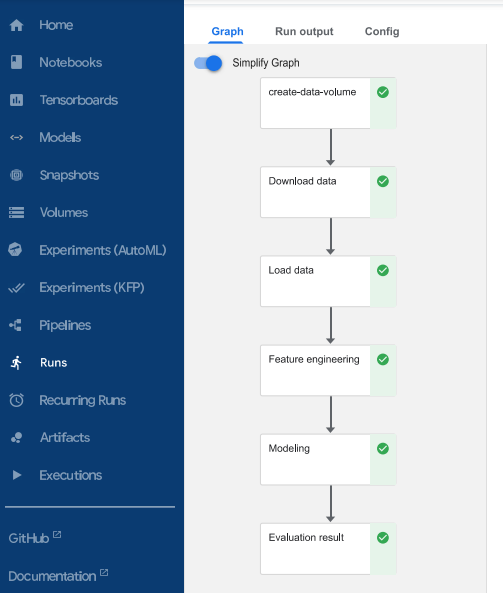 Home
Notebooks
Tensorboards
Models
Snapshots
Volumes
Experiments (AutoML)
Experiments (KFP)
Pipelines
Runs
Recurring Runs
Artifacts
Executions
GitHub
Documentation
Graph
Run output
Config
Simplify Graph
create-data-volume
Download data
Load data
Feature engineering
Modeling
Evaluation result